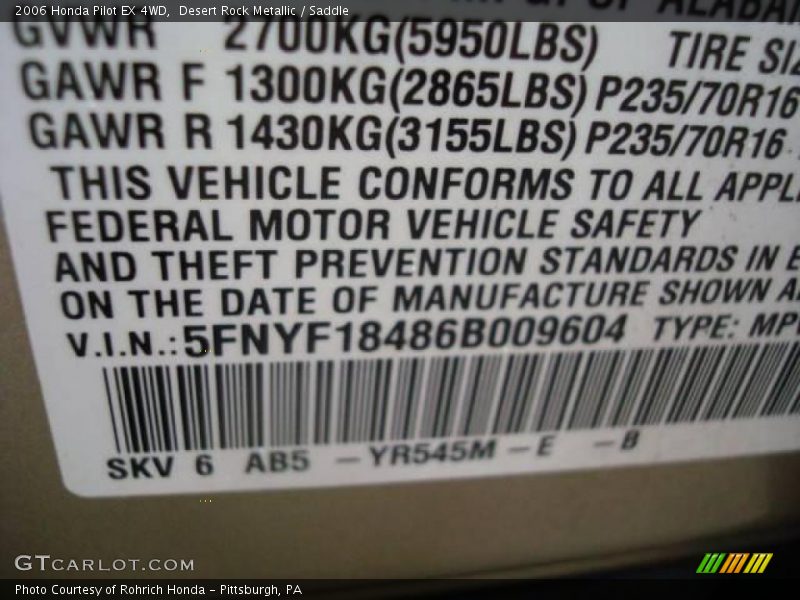 2006 Honda Pilot EX 4WD, Desert Rock Metallic / Saddle
GVWR 2700KG(5950LBS) TIRE SIZ
GAWR F 1300KG(2865LBS) P235/70R16
GAWR R 1430KG(3155LBS) P235/70R16
THIS VEHICLE CONFORMS TO ALL APPL
FEDERAL MOTOR VEHICLE SAFETY
AND THEFT PREVENTION STANDARDS IN E
ON THE DATE OF MANUFACTURE SHOWN A
V.I.N.: 5FNYF18486B009604 TYPE: MP
SKV 6 AB5 – YR545M – E – B
GTCARLOT.COM
Photo Courtesy of Rohrich Honda - Pittsburgh, PA